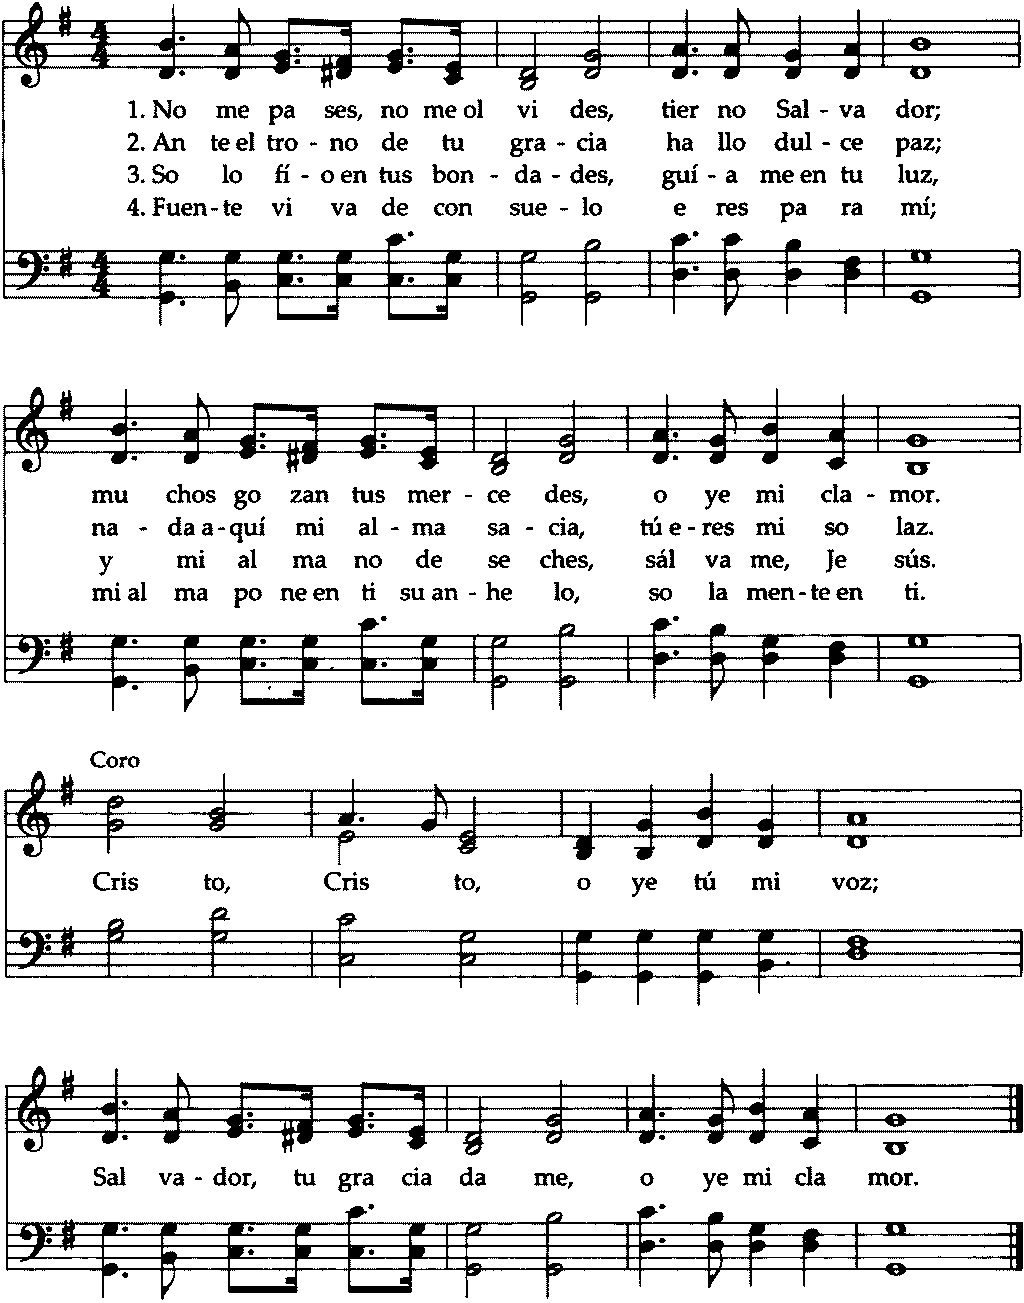 1. No me pa ses, no me ol vi des, tier no Sal - va dor;
2. An te el tro - no de tu gra - cia ha llo dul - ce paz;
3. So lo fí - o en tus bon - da - des, guí - a me en tu luz,
4. Fuen - te vi va de con sue - lo e res pa ra mí;
mu chos go zan tus mer - ce des, o ye mi cla - mor.
na - da a - quí mi al - ma sa - cia, tú e - res mi so laz.
y mi al ma no de se ches, sál va me, Je sús.
mi al ma po ne en ti su an - he lo, so la men - te en ti.
Coro
Cris to, Cris to, o ye tú mi voz;
Sal va - dor, tu gra cia da me, o ye mi cla mor.